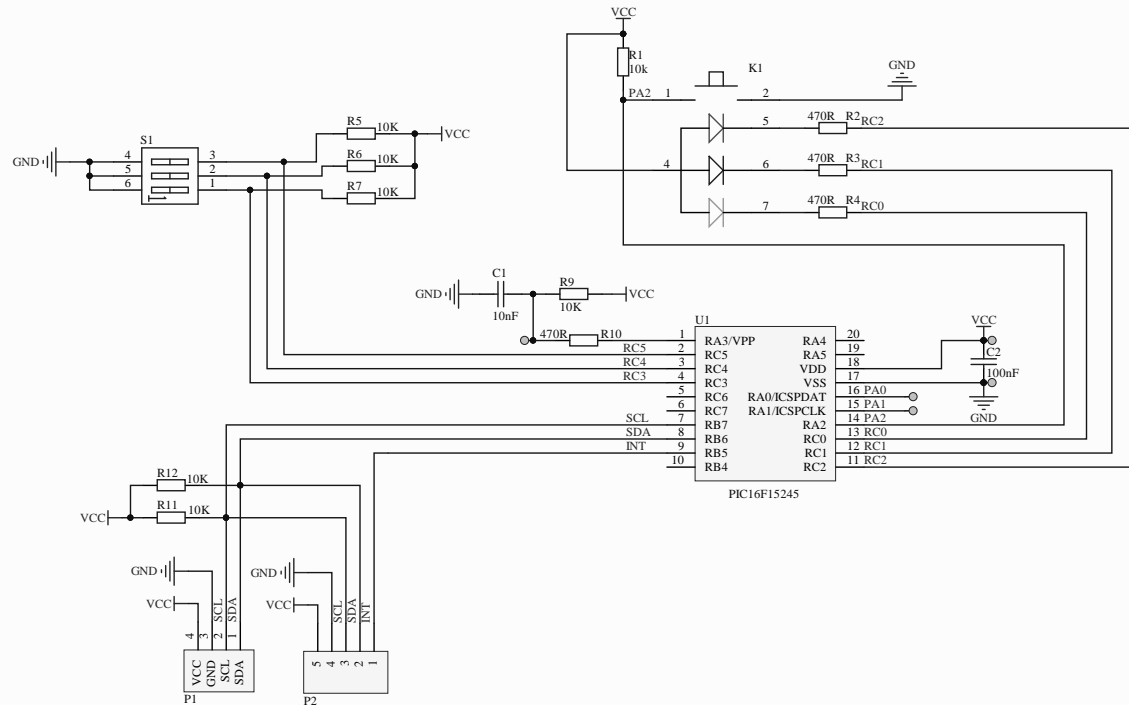 VCC
R1
10k
K1
GND
PA2
1
2
5
470R
R2
RC2
4
6
470R
R3
RC1
7
470R
R4
RC0
S1
GND
4
5
6
3
2
1
1
R5
10K
VCC
R6
10K
R7
10K
C1
GND
10nF
R9
10K
VCC
470R
R10
RC5
RC4
RC3
U1
1
RA3/VPP
2
RC5
3
RC4
4
RC3
5
RC6
6
RC7
7
RB7
8
RB6
9
RB5
10
RB4
RA4
20
RA5
19
VDD
18
VSS
17
RA0/ICSPDAT
16
PA0
RA1/ICSPCLK
15
PA1
RA2
14
PA2
RC0
13
RC0
RC1
12
RC1
RC2
11
RC2
PIC16F15245
VCC
C2
100nF
GND
SCL
SDA
INT
R12
10K
R11
10K
VCC
GND
VCC
SCL
SDA
4
3
2
1
VCC
GND
SCL
SDA
P1
GND
VCC
SCL
SDA
INT
5
4
3
2
1
P2